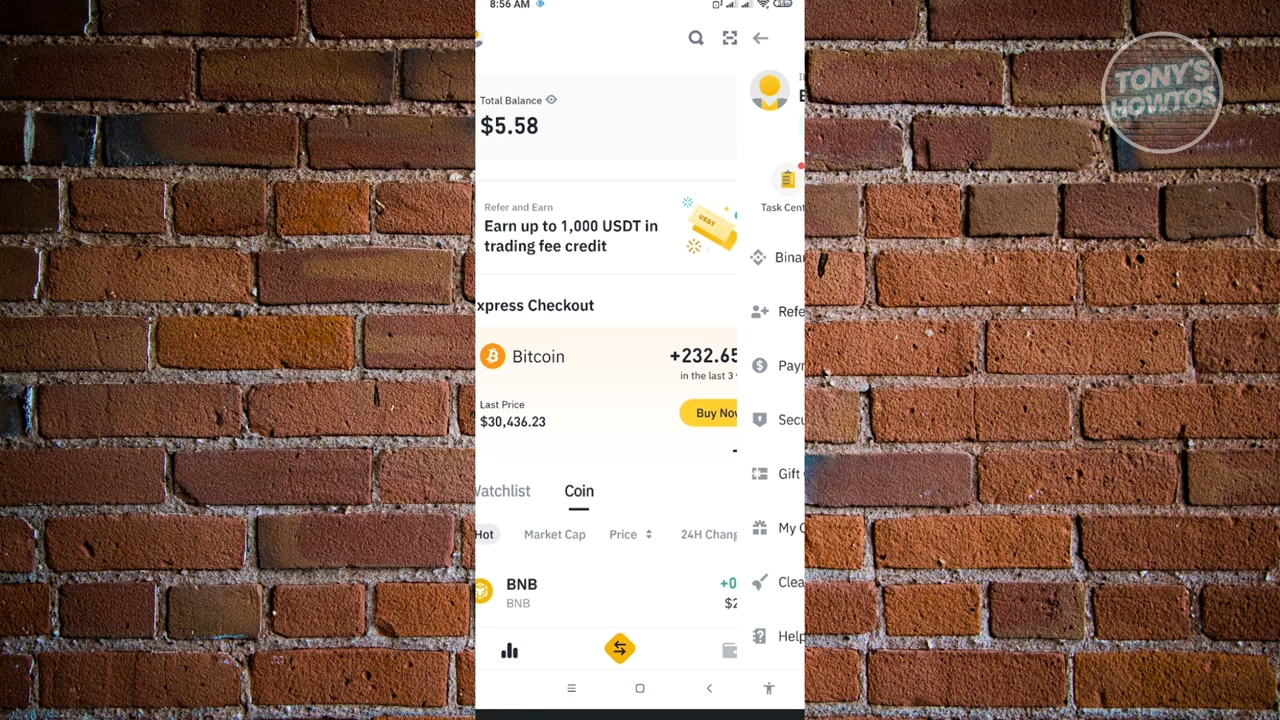 8:56 AM
TONY'S
HOWTOS
Total Balance
$5.58
Refer and Earn
Earn up to 1,000 USDT in
trading fee credit
USDT
Task Cent
Binar
Refe
xpress Checkout
Bitcoin
+232.65
in the last 3
Last Price
$30,436.23
Buy Now
Payr
Secu
Gift
Watchlist
Coin
Hot
Market Cap
Price
24H Chang
My
Clea
BNB
BNB
+0
$2
Help